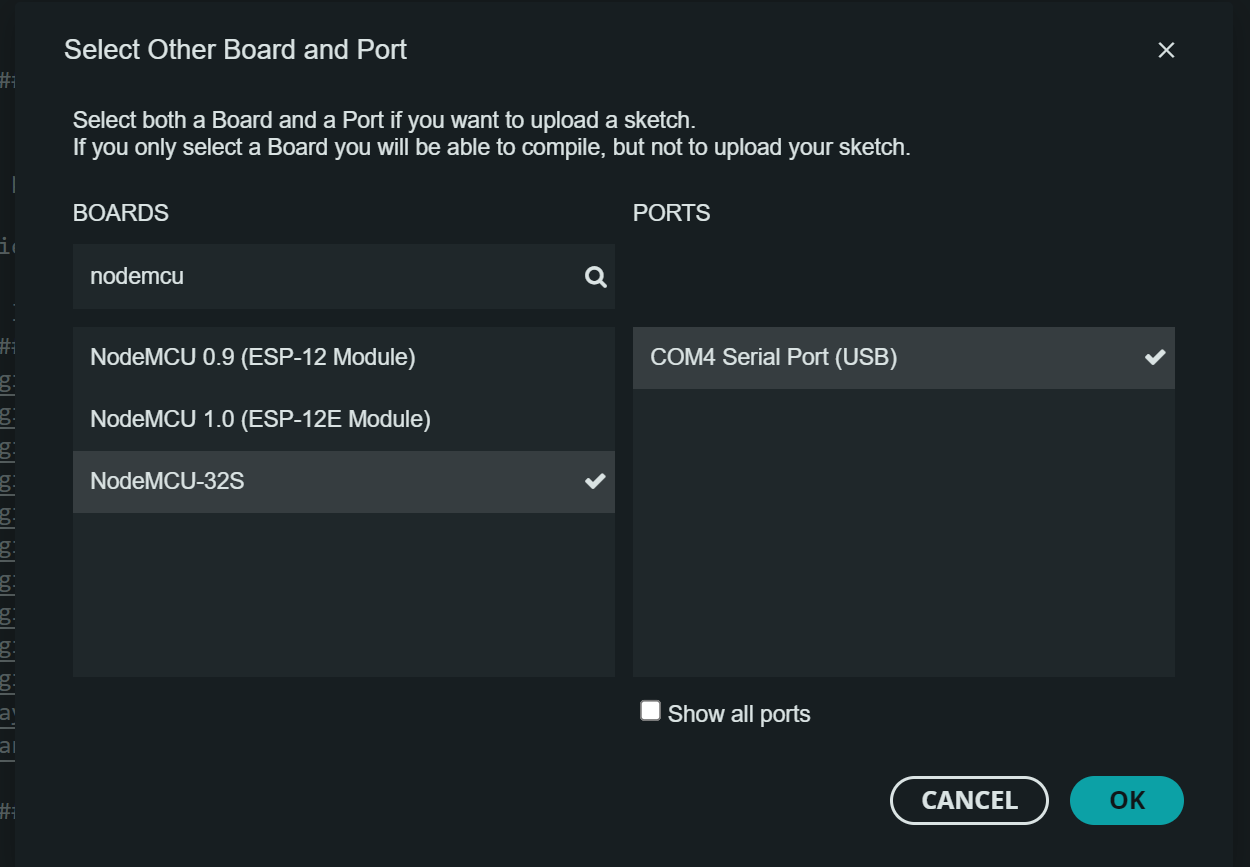 Select Other Board and Port
Select both a Board and a Port if you want to upload a sketch.
If you only select a Board you will be able to compile, but not to upload your sketch.
BOARDS
PORTS
nodemcu
NodeMCU 0.9 (ESP-12 Module)
COM4 Serial Port (USB)
NodeMCU 1.0 (ESP-12E Module)
NodeMCU-32S
Show all ports
CANCEL
OK